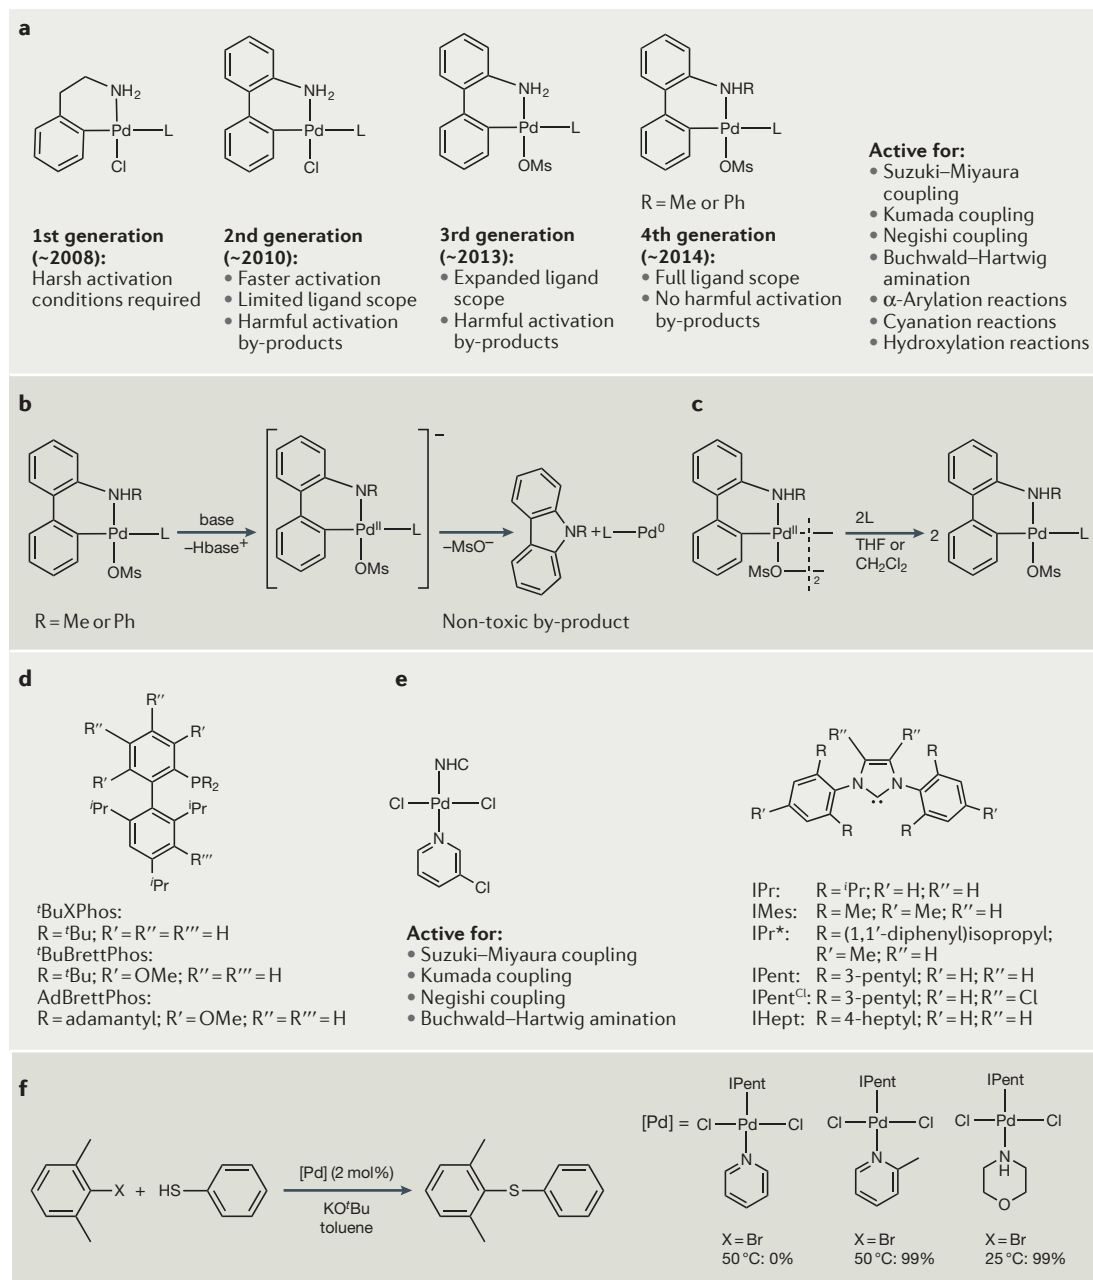 a
NH₂
Pd
L
Cl
NH₂
Pd
L
Cl
NH₂
Pd
L
OMs
NHR
Pd
L
OMs
R = Me or Ph
1st generation
(~2008):
Harsh activation
conditions required
2nd generation
(~2010):
• Faster activation
• Limited ligand scope
• Harmful activation
by-products
3rd generation
(~2013):
• Expanded ligand
scope
• Harmful activation
by-products
4th generation
(~2014):
• Full ligand scope
• No harmful activation
by-products
Active for:
• Suzuki–Miyaura
coupling
• Kumada coupling
• Negishi coupling
• Buchwald–Hartwig
amination
• α-Arylation reactions
• Cyanation reactions
• Hydroxylation reactions
b
NHR
Pd
L
OMs
R = Me or Ph
base
–Hbase⁺
NR
Pdᴵᴵ
L
OMs
–
–MsO⁻
NR + L
Pd⁰
Non-toxic by-product
c
NHR
Pdᴵᴵ
MsO
2
2L
THF or
CH₂Cl₂
2
NHR
Pd
L
OMs
d
R′′
R′′
R′
R′
PR₂
ⁱPr
ⁱPr
R′′′
ⁱPr
ᵗBuXPhos:
R = ᵗBu; R′ = R′′ = R′′′ = H
ᵗBuBrettPhos:
R = ᵗBu; R′ = OMe, R′′ = R′′′ = H
AdBrettPhos:
R = adamantyl; R′ = OMe; R′′ = R′′′ = H
e
NHC
Cl
Pd
Cl
N
Cl
Active for:
• Suzuki–Miyaura coupling
• Kumada coupling
• Negishi coupling
• Buchwald–Hartwig amination
R′′
R′′
R
R
N
N
R′
R′
R
R
IPr: R = ⁱPr; R′ = H; R′′ = H
IMes: R = Me; R′ = Me; R′′ = H
IPr*: R = (1,1′-diphenyl)isopropyl;
R′ = Me; R′′ = H
IPent: R = 3-pentyl; R′ = H; R′′ = H
IPentᶜˡ: R = 3-pentyl; R′ = H; R′′ = Cl
IHept: R = 4-heptyl; R′ = H; R′′ = H
f
X
+
HS
[Pd] (2 mol%)
KOᵗBu
toluene
S
[Pd] =
IPent
Cl
Pd
Cl
N
X = Br
50 °C: 0%
IPent
Cl
Pd
Cl
N
X = Br
50 °C: 99%
IPent
Cl
Pd
Cl
N
H
O
X = Br
25 °C: 99%